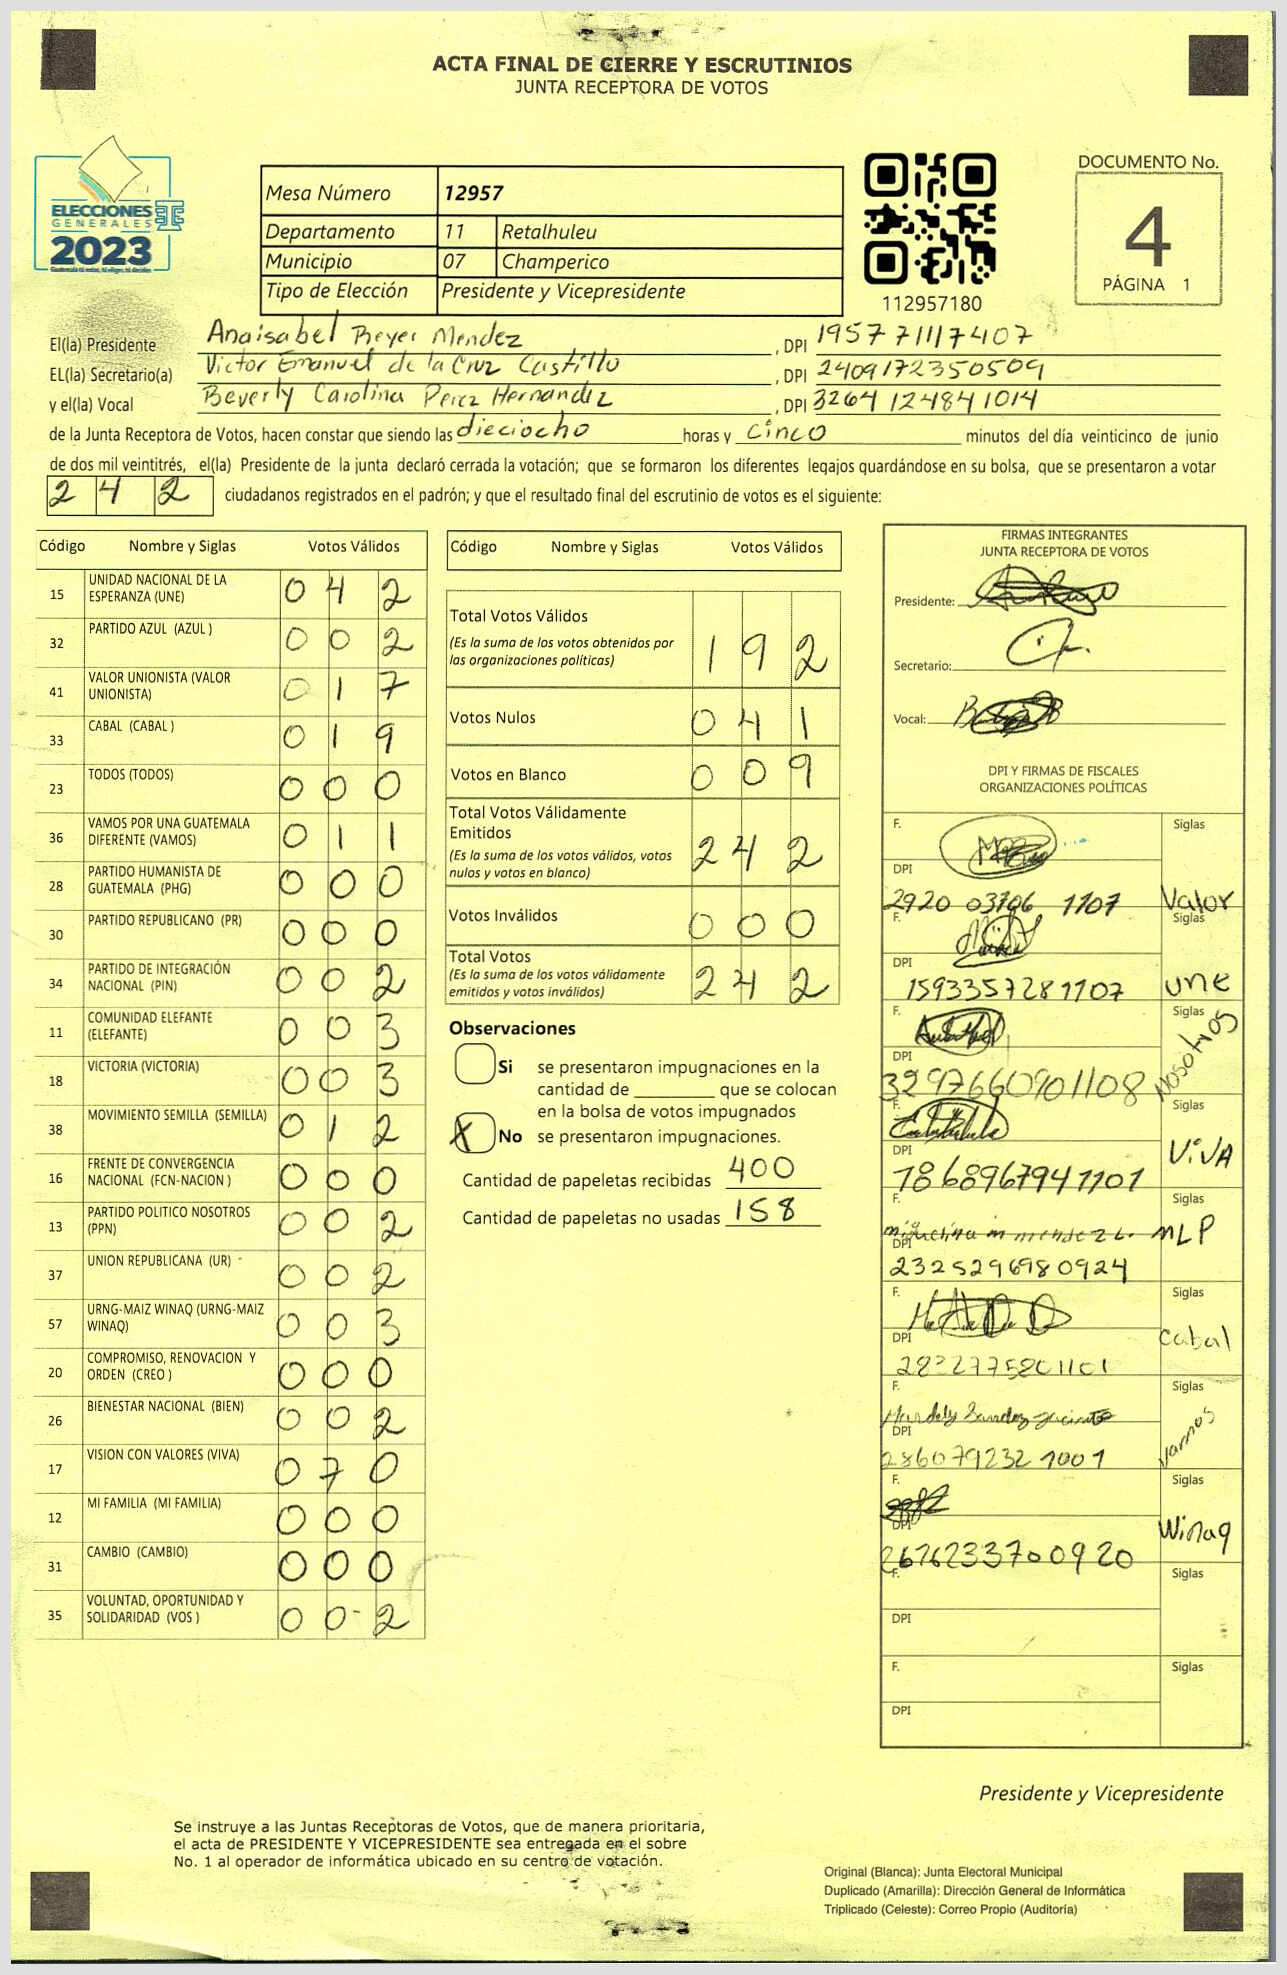 ACTA FINAL DE CIERRE Y ESCRUTINIOS
JUNTA RECEPTORA DE VOTOS
ELECCIONES
GENERALES
2023
Mesa Número 12957
Departamento 11 Retalhuleu
Municipio 07 Champerico
Tipo de Elección Presidente y Vicepresidente
112957180
DOCUMENTO No.
4
PÁGINA 1
El(la) Presidente Anaisabel Reyes Mendez , DPI 1957 71117407
EL(la) Secretario(a) Victor Emanuel de la Cruz Castillo , DPI 2409172350509
y el(la) Vocal Beverly Carolina Perez Hernandez , DPI 3264 124841014
de la Junta Receptora de Votos, hacen constar que siendo las dieciocho horas y cinco minutos del día veinticinco de junio
de dos mil veintitrés, el(la) Presidente de la junta declaró cerrada la votación; que se formaron los diferentes legajos guardándose en su bolsa, que se presentaron a votar
242 ciudadanos registrados en el padrón; y que el resultado final del escrutinio de votos es el siguiente:
Código Nombre y Siglas Votos Válidos
15 UNIDAD NACIONAL DE LA ESPERANZA (UNE) 0 4 2
32 PARTIDO AZUL (AZUL ) 0 0 2
41 VALOR UNIONISTA (VALOR UNIONISTA) 0 1 7
33 CABAL (CABAL ) 0 1 9
23 TODOS (TODOS) 0 0 0
36 VAMOS POR UNA GUATEMALA DIFERENTE (VAMOS) 0 1 1
28 PARTIDO HUMANISTA DE GUATEMALA (PHG) 0 0 0
30 PARTIDO REPUBLICANO (PR) 0 0 0
34 PARTIDO DE INTEGRACIÓN NACIONAL (PIN) 0 0 2
11 COMUNIDAD ELEFANTE (ELEFANTE) 0 0 3
18 VICTORIA (VICTORIA) 0 0 3
38 MOVIMIENTO SEMILLA (SEMILLA) 0 1 2
16 FRENTE DE CONVERGENCIA NACIONAL (FCN-NACION ) 0 0 0
13 PARTIDO POLITICO NOSOTROS (PPN) 0 0 2
37 UNION REPUBLICANA (UR) 0 0 2
57 URNG-MAIZ WINAQ (URNG-MAIZ WINAQ) 0 0 3
20 COMPROMISO, RENOVACION Y ORDEN (CREO ) 0 0 0
26 BIENESTAR NACIONAL (BIEN) 0 0 2
17 VISION CON VALORES (VIVA) 0 7 0
12 MI FAMILIA (MI FAMILIA) 0 0 0
31 CAMBIO (CAMBIO) 0 0 0
35 VOLUNTAD, OPORTUNIDAD Y SOLIDARIDAD (VOS ) 0 0 2
Código Nombre y Siglas Votos Válidos
Total Votos Válidos
(Es la suma de los votos obtenidos por las organizaciones políticas) 1 9 2
Votos Nulos 0 4 1
Votos en Blanco 0 0 9
Total Votos Válidamente Emitidos
(Es la suma de los votos válidos, votos nulos y votos en blanco) 2 4 2
Votos Inválidos 0 0 0
Total Votos
(Es la suma de los votos válidamente emitidos y votos inválidos) 2 4 2
Observaciones
Si se presentaron impugnaciones en la
cantidad de ________ que se colocan
en la bolsa de votos impugnados
X No se presentaron impugnaciones.
Cantidad de papeletas recibidas 400
Cantidad de papeletas no usadas 158
FIRMAS INTEGRANTES
JUNTA RECEPTORA DE VOTOS
Presidente:
Secretario:
Vocal:
DPI Y FIRMAS DE FISCALES
ORGANIZACIONES POLÍTICAS
F. Siglas
DPI
2920 03706 1107 Valor
F. Siglas
DPI
1593357281107 une
F. Siglas
DPI
3297660901108 Nosotros
F. Siglas
DPI
1868967941101 ViVA
F. Siglas
DPI
2325296980924 MLP
F. Siglas
DPI
2832775801101 Cabal
F. Siglas
DPI
286079232 1001 Vamos
F. Siglas
DPI
2676233700920 Winaq
F. Siglas
DPI
F. Siglas
DPI
Presidente y Vicepresidente
Se instruye a las Juntas Receptoras de Votos, que de manera prioritaria,
el acta de PRESIDENTE Y VICEPRESIDENTE sea entregada en el sobre
No. 1 al operador de informática ubicado en su centro de votación.
Original (Blanca): Junta Electoral Municipal
Duplicado (Amarilla): Dirección General de Informática
Triplicado (Celeste): Correo Propio (Auditoría)